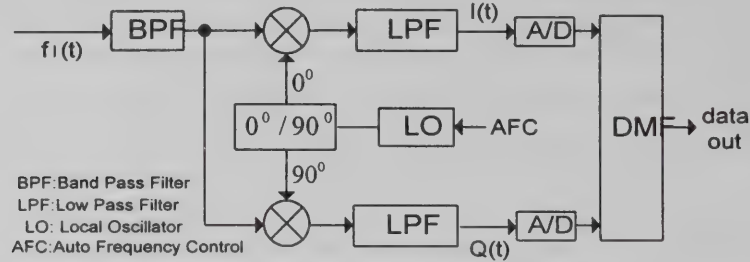 BPF
LPF
I(t)
A/D
fI(t)
0⁰
0⁰ / 90⁰
LO
AFC
DMF
data
out
90⁰
BPF:Band Pass Filter
LPF:Low Pass Filter
LO: Local Oscillator
AFC:Auto Frequency Control
LPF
Q(t)
A/D